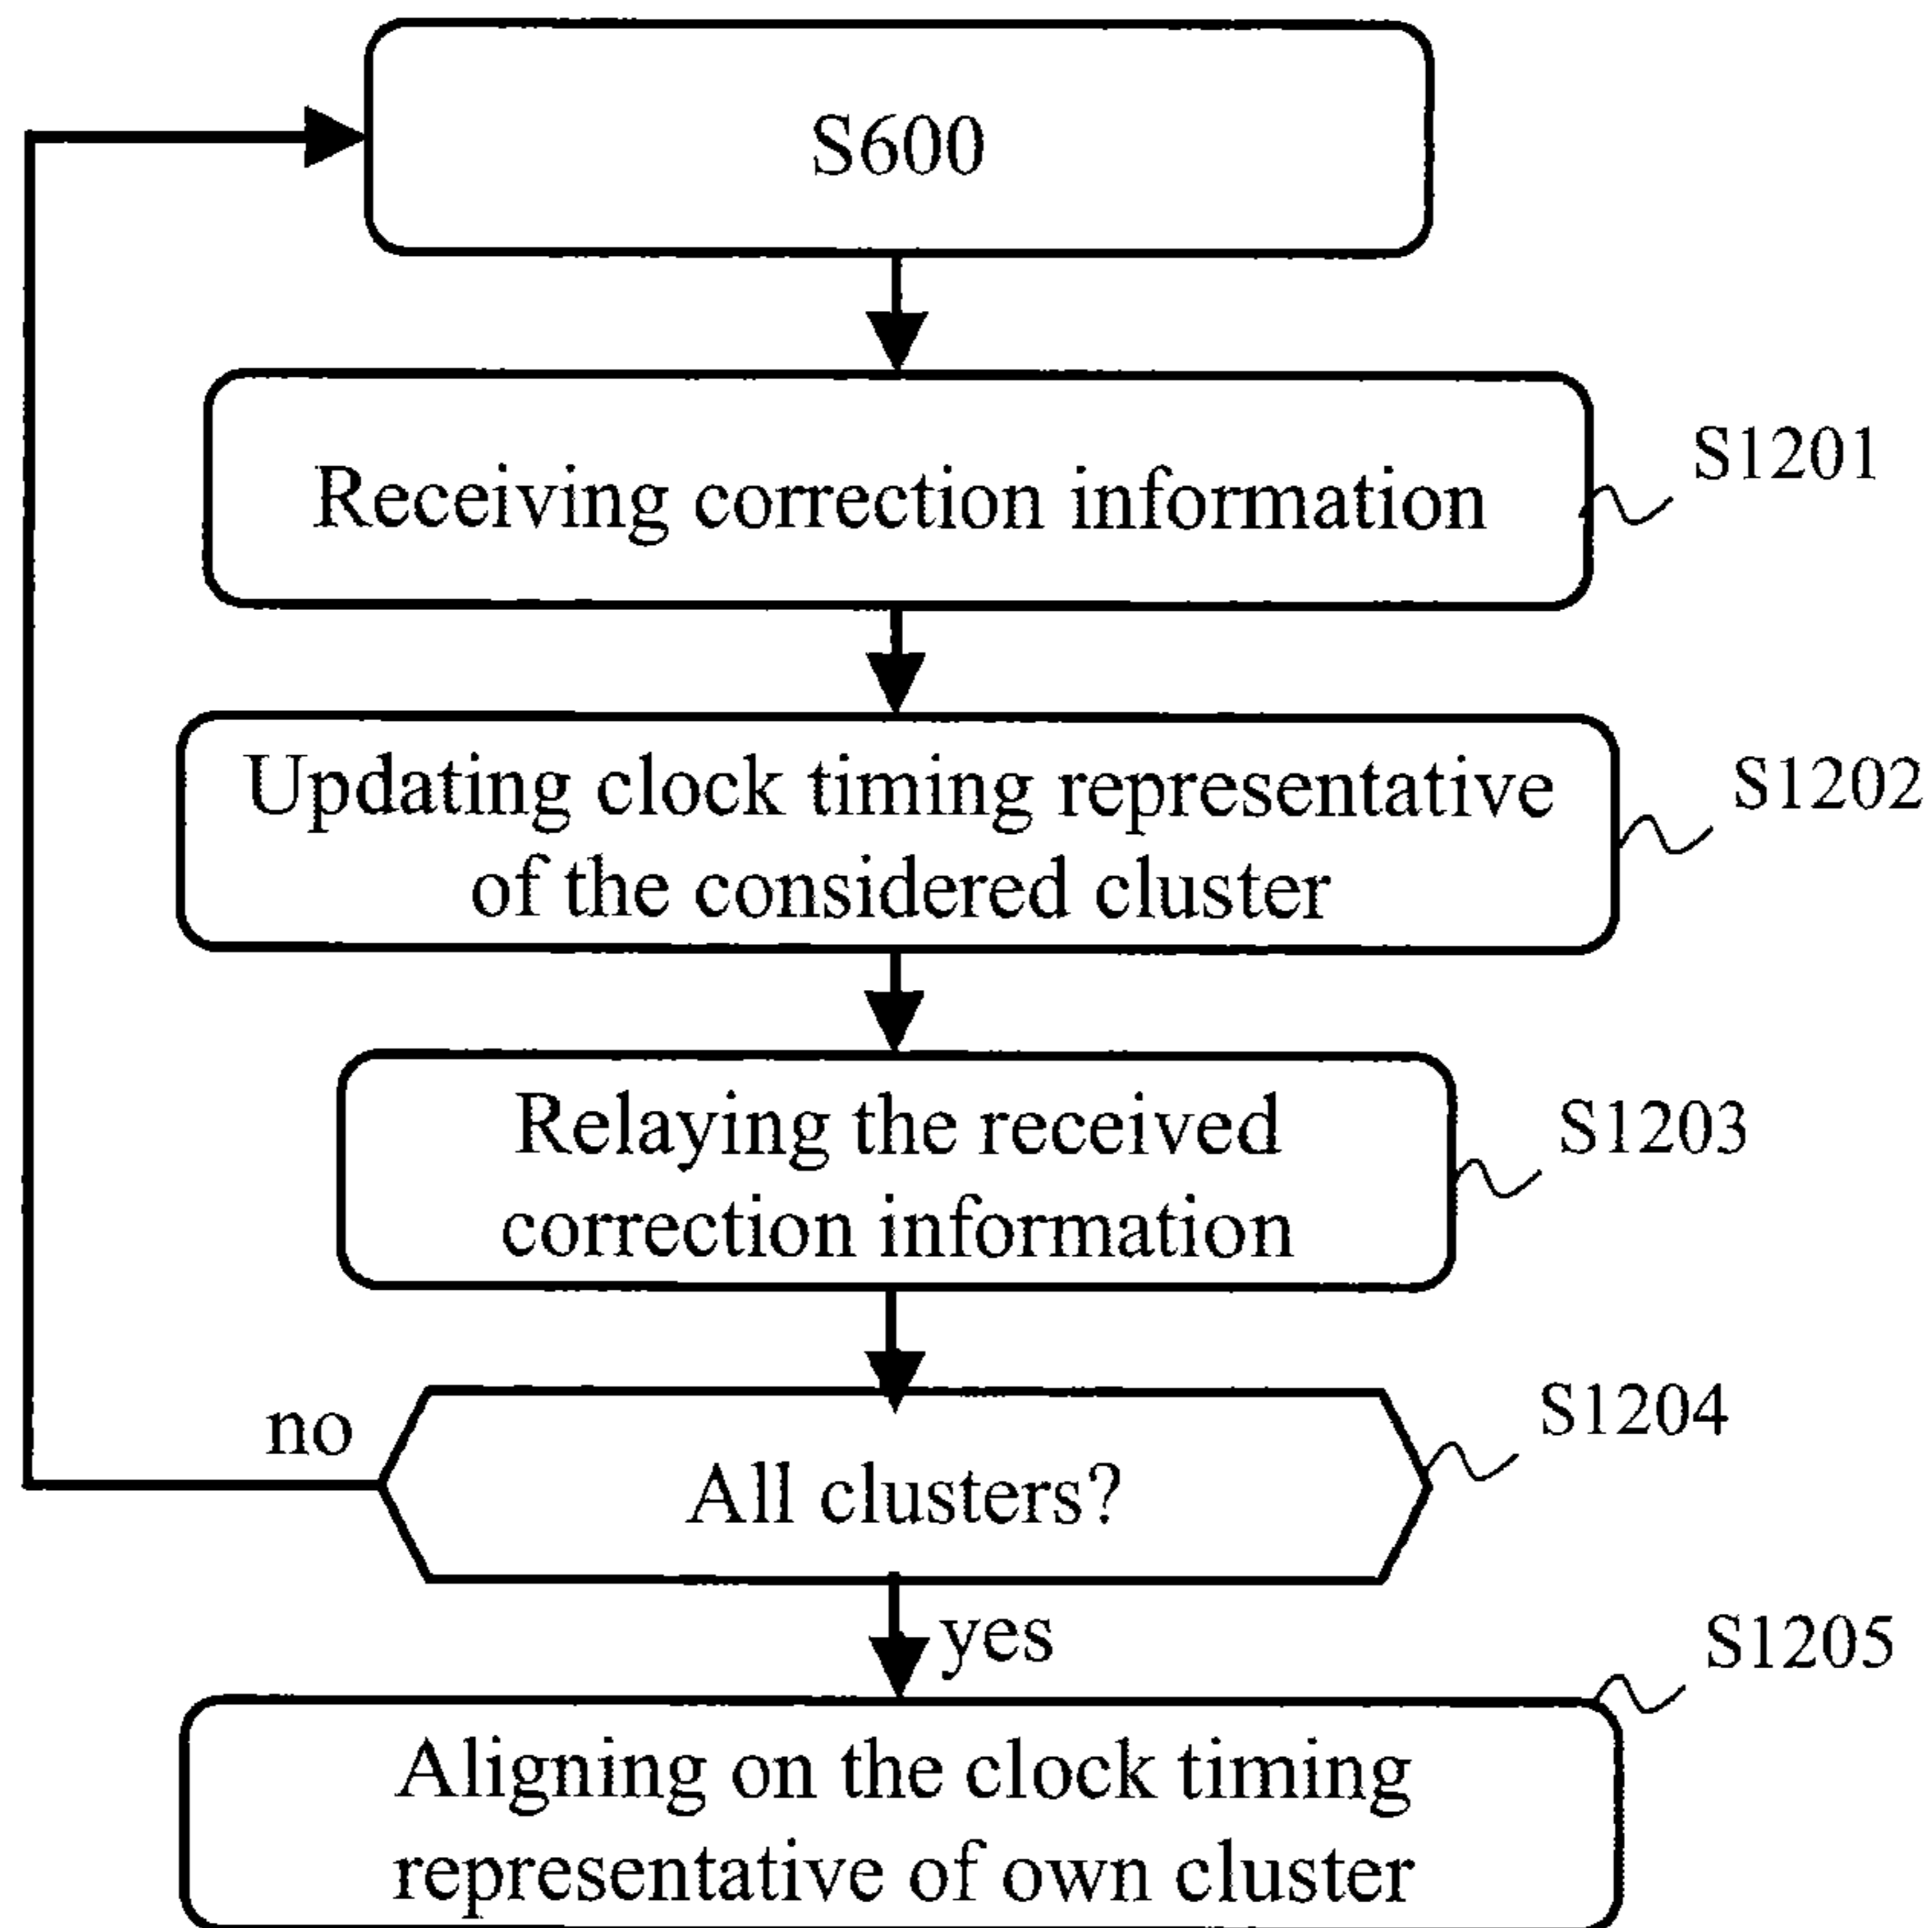 S600
Receiving correction information
S1201
Updating clock timing representative
of the considered cluster
S1202
Relaying the received
correction information
S1203
All clusters?
S1204
no
yes
Aligning on the clock timing
representative of own cluster
S1205